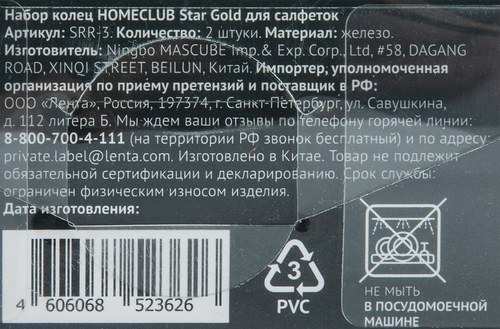 Набор колец HOMECLUB Star Gold для салфеток
Артикул: SRR-3. Количество: 2 штуки. Материал: железо.
Изготовитель: Ningbo MASCUBE Imp.& Exp. Corp., Ltd, #58, DAGANG
ROAD, XINQI STREET, BEILUN, Китай. Импортер, уполномоченная
организация по приёму претензий и поставщик в РФ:
ООО «Лента», Россия, 197374, г. Санкт-Петербург, ул. Савушкина,
д. 112 литера Б. Мы ждем ваши отзывы по телефону горячей линии:
8-800-700-4-111 (на территории РФ звонок бесплатный) и по адресу:
private.label@lenta.com. Изготовлено в Китае. Товар не подлежит
обязательной сертификации и декларированию. Срок службы:
ограничен физическим износом изделия.
Дата изготовления:
4 606068 523626
3
PVC
НЕ МЫТЬ
В ПОСУДОМОЕЧНОЙ
МАШИНЕ